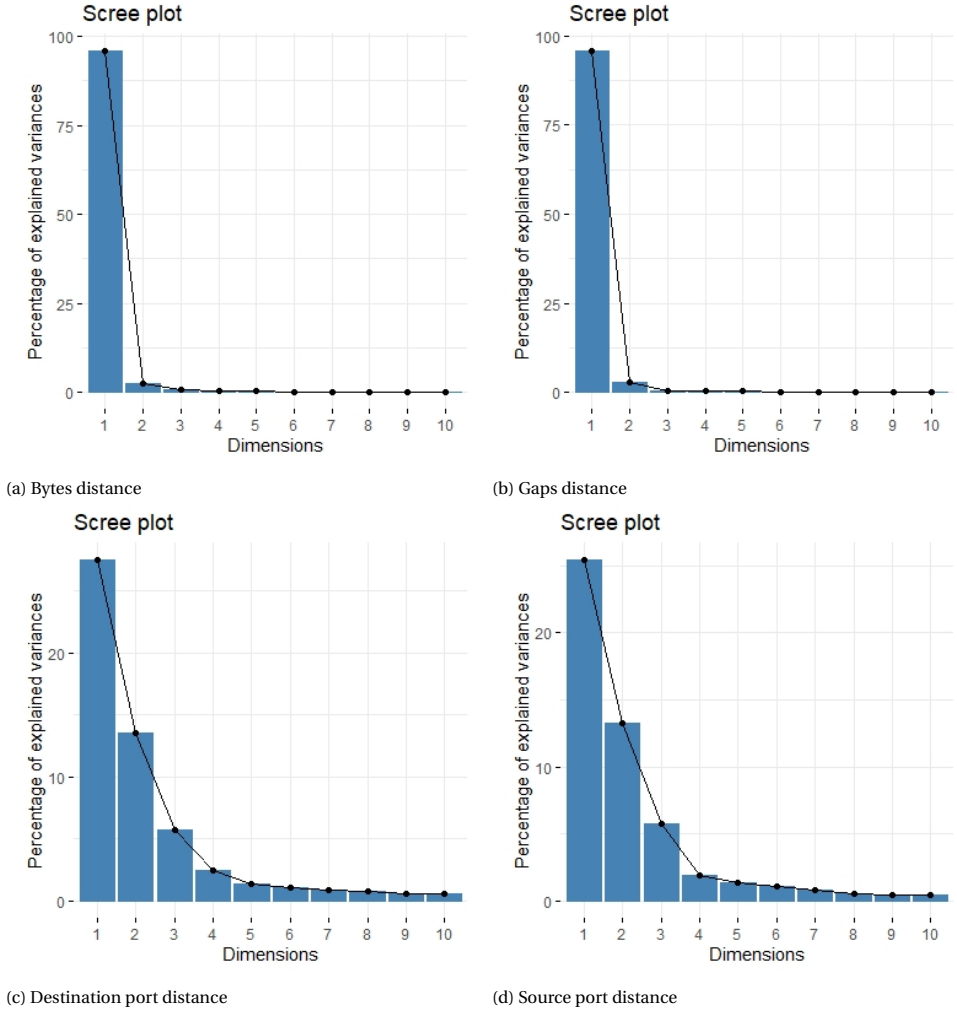 Scree plot
Percentage of explained variances
100
75
50
25
0
1 2 3 4 5 6 7 8 9 10
Dimensions
(a) Bytes distance
Scree plot
Percentage of explained variances
100
75
50
25
0
1 2 3 4 5 6 7 8 9 10
Dimensions
(b) Gaps distance
Scree plot
Percentage of explained variances
20
10
0
1 2 3 4 5 6 7 8 9 10
Dimensions
(c) Destination port distance
Scree plot
Percentage of explained variances
20
10
0
1 2 3 4 5 6 7 8 9 10
Dimensions
(d) Source port distance